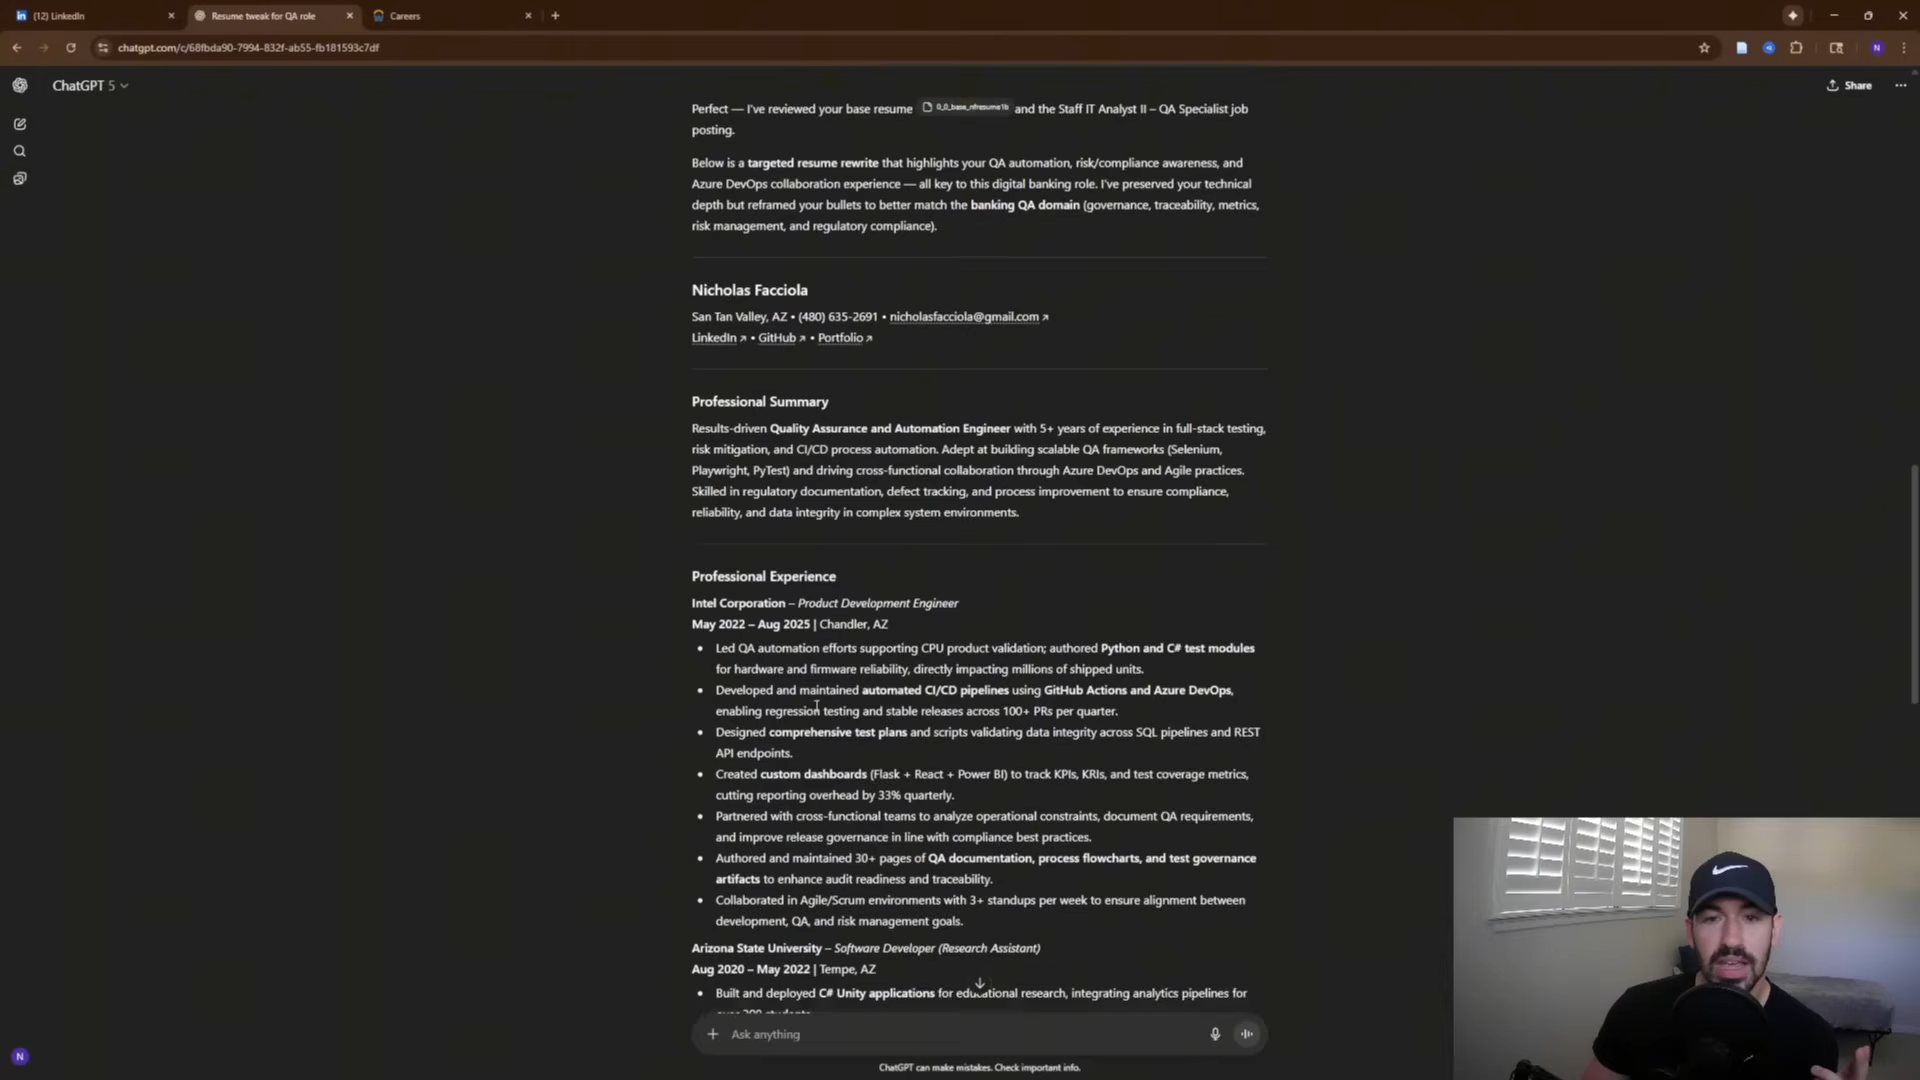 (12) LinkedIn
Resume tweak for QA role
Careers
chatgpt.com/c/68fbda90-7994-832f-ab55-fb181593c7df
N
ChatGPT 5
Share
Perfect — I've reviewed your base resume 0_0_base_nfresume1b and the Staff IT Analyst II – QA Specialist job
posting.
Below is a targeted resume rewrite that highlights your QA automation, risk/compliance awareness, and
Azure DevOps collaboration experience — all key to this digital banking role. I've preserved your technical
depth but reframed your bullets to better match the banking QA domain (governance, traceability, metrics,
risk management, and regulatory compliance).
Nicholas Facciola
San Tan Valley, AZ • (480) 635-2691 • nicholasfacciola@gmail.com
LinkedIn • GitHub • Portfolio
Professional Summary
Results-driven Quality Assurance and Automation Engineer with 5+ years of experience in full-stack testing,
risk mitigation, and CI/CD process automation. Adept at building scalable QA frameworks (Selenium,
Playwright, PyTest) and driving cross-functional collaboration through Azure DevOps and Agile practices.
Skilled in regulatory documentation, defect tracking, and process improvement to ensure compliance,
reliability, and data integrity in complex system environments.
Professional Experience
Intel Corporation – Product Development Engineer
May 2022 – Aug 2025 | Chandler, AZ
• Led QA automation efforts supporting CPU product validation; authored Python and C# test modules
for hardware and firmware reliability, directly impacting millions of shipped units.
• Developed and maintained automated CI/CD pipelines using GitHub Actions and Azure DevOps,
enabling regression testing and stable releases across 100+ PRs per quarter.
• Designed comprehensive test plans and scripts validating data integrity across SQL pipelines and REST
API endpoints.
• Created custom dashboards (Flask + React + Power BI) to track KPIs, KRIs, and test coverage metrics,
cutting reporting overhead by 33% quarterly.
• Partnered with cross-functional teams to analyze operational constraints, document QA requirements,
and improve release governance in line with compliance best practices.
• Authored and maintained 30+ pages of QA documentation, process flowcharts, and test governance
artifacts to enhance audit readiness and traceability.
• Collaborated in Agile/Scrum environments with 3+ standups per week to ensure alignment between
development, QA, and risk management goals.
Arizona State University – Software Developer (Research Assistant)
Aug 2020 – May 2022 | Tempe, AZ
• Built and deployed C# Unity applications for educational research, integrating analytics pipelines for
Ask anything
ChatGPT can make mistakes. Check important info.
N